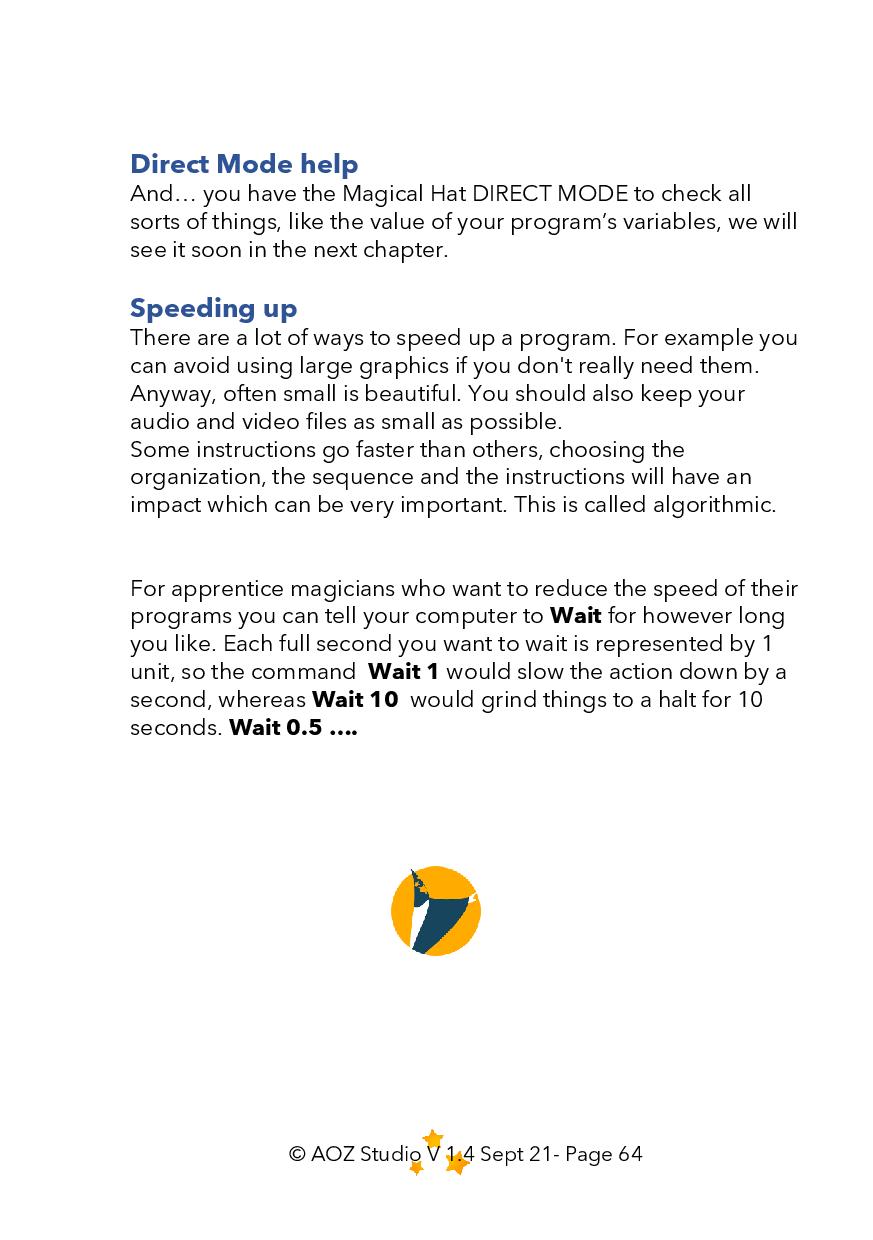 Direct Mode help
And… you have the Magical Hat DIRECT MODE to check all
sorts of things, like the value of your program’s variables, we will
see it soon in the next chapter.
Speeding up
There are a lot of ways to speed up a program. For example you
can avoid using large graphics if you don't really need them.
Anyway, often small is beautiful. You should also keep your
audio and video files as small as possible.
Some instructions go faster than others, choosing the
organization, the sequence and the instructions will have an
impact which can be very important. This is called algorithmic.
For apprentice magicians who want to reduce the speed of their
programs you can tell your computer to Wait for however long
you like. Each full second you want to wait is represented by 1
unit, so the command  Wait 1 would slow the action down by a
second, whereas Wait 10  would grind things to a halt for 10
seconds. Wait 0.5 ….
© AOZ Studio V 1.4 Sept 21- Page 64